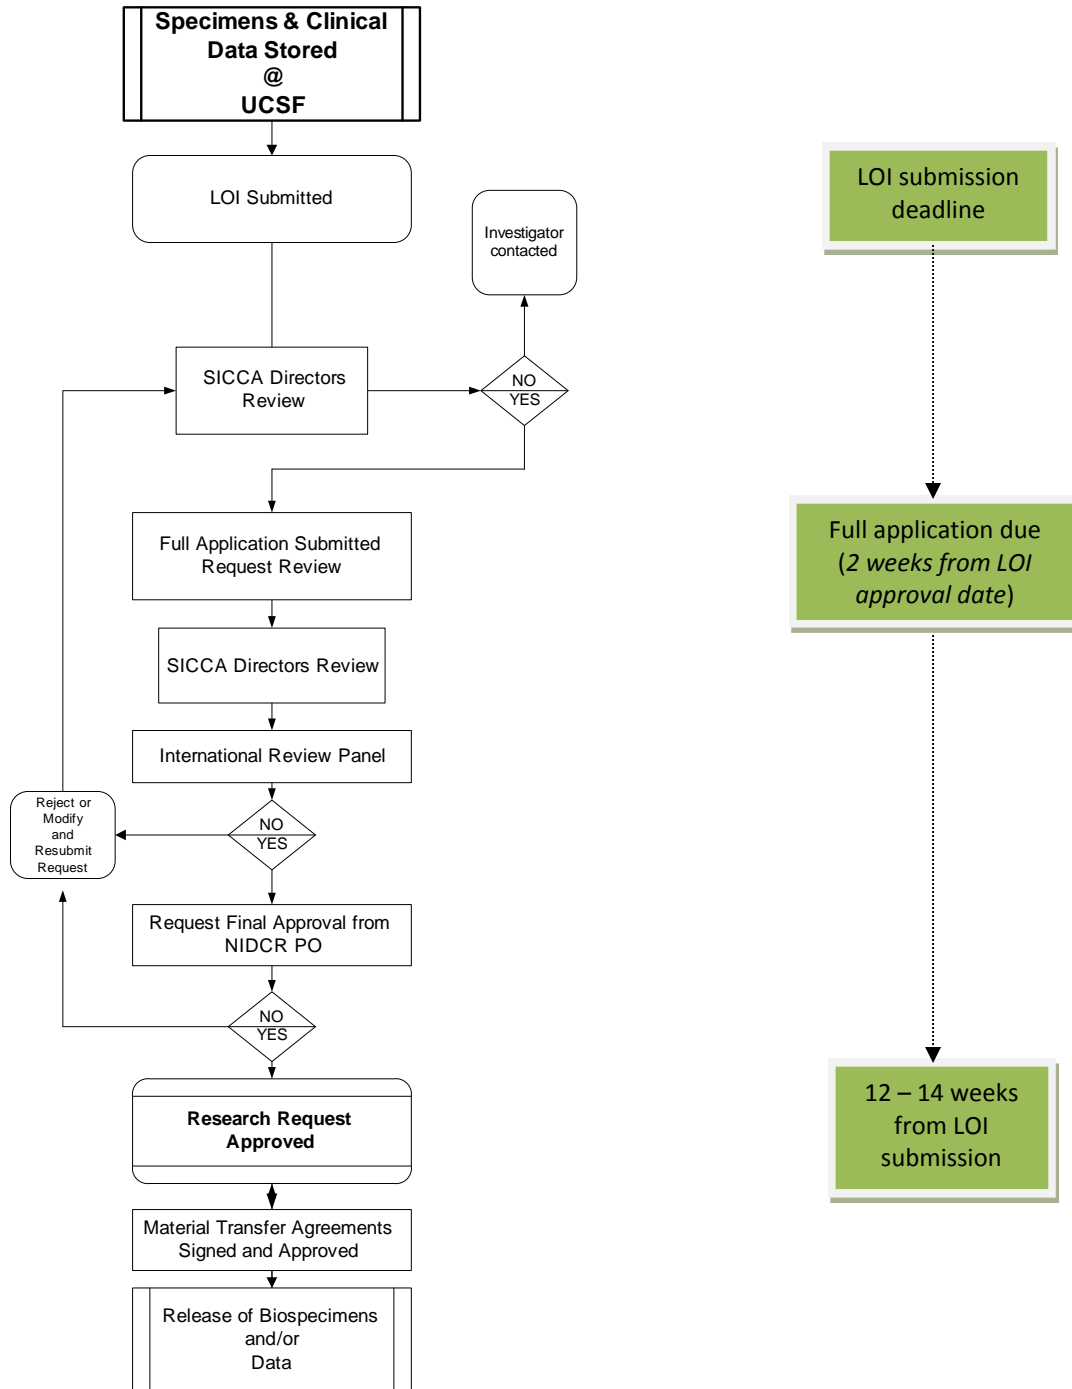 Specimens & Clinical
Data Stored
@
UCSF
LOI Submitted
Investigator
contacted
SICCA Directors
Review
NO
YES
Full Application Submitted
Request Review
SICCA Directors Review
International Review Panel
Reject or
Modify
and
Resubmit
Request
NO
YES
Request Final Approval from
NIDCR PO
NO
YES
Research Request
Approved
Material Transfer Agreements
Signed and Approved
Release of Biospecimens
and/or
Data
LOI submission
deadline
Full application due
(2 weeks from LOI
approval date)
12 – 14 weeks
from LOI
submission